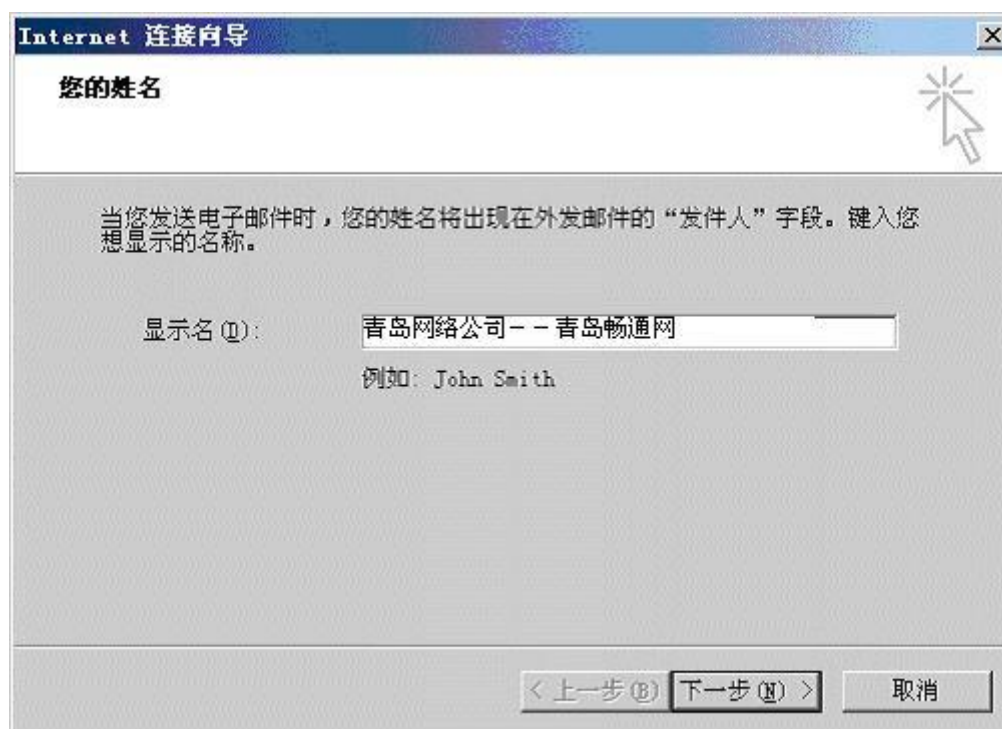 Internet 连接向导
您的姓名
当您发送电子邮件时，您的姓名将出现在外发邮件的“发件人”字段。键入您
想显示的名称。
显示名(D):
青岛网络公司－－青岛畅通网
例如: John Smith
< 上一步(B)
下一步(N) >
取消